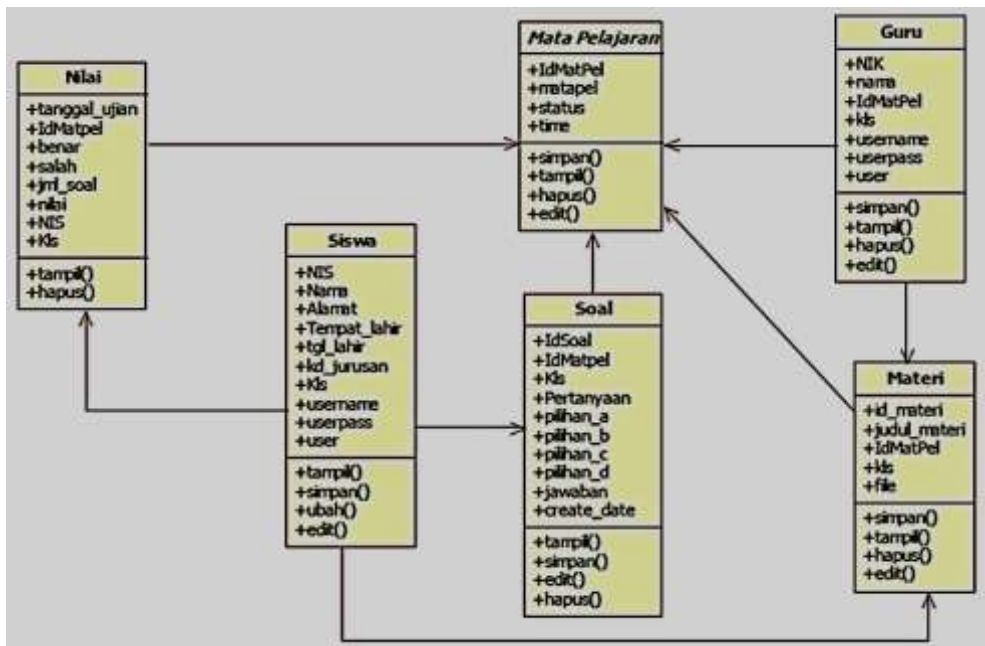 Nilai
+tanggal_ujian
+IdMatpel
+benar
+salah
+jml_soal
+nilai
+NIS
+Kls
+tampil()
+hapus()
Siswa
+NIS
+Nama
+Alamat
+Tempat_lahir
+tgl_lahir
+kd_jurusan
+Kls
+username
+userpass
+user
+tampil()
+simpan()
+ubah()
+edit()
Mata Pelajaran
+IdMatPel
+matapel
+status
+time
+simpan()
+tampil()
+hapus()
+edit()
Soal
+IdSoal
+IdMatpel
+Kls
+Pertanyaan
+pilihan_a
+pilihan_b
+pilihan_c
+pilihan_d
+jawaban
+create_date
+tampil()
+simpan()
+edit()
+hapus()
Guru
+NIK
+nama
+IdMatPel
+kls
+username
+userpass
+user
+simpan()
+tampil()
+hapus()
+edit()
Materi
+id_materi
+judul_materi
+IdMatPel
+kls
+file
+simpan()
+tampil()
+hapus()
+edit()